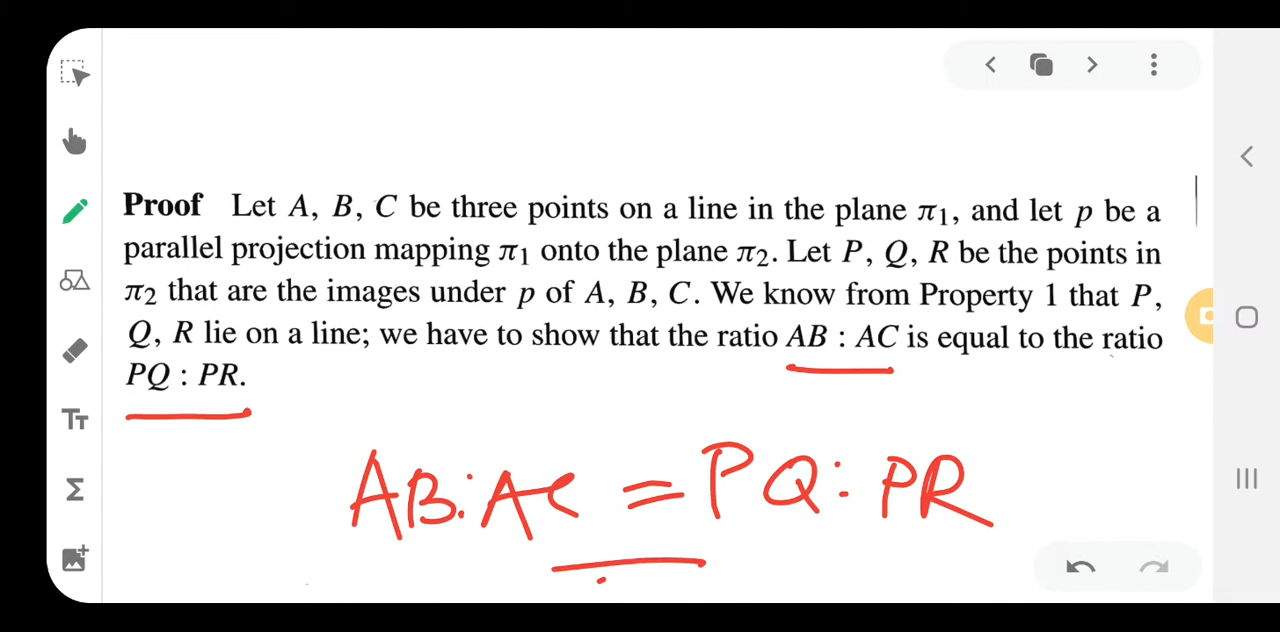 Proof Let A, B, C be three points on a line in the plane π₁, and let p be a
parallel projection mapping π₁ onto the plane π₂. Let P, Q, R be the points in
π₂ that are the images under p of A, B, C. We know from Property 1 that P,
Q, R lie on a line; we have to show that the ratio AB : AC is equal to the ratio
PQ : PR.
AB:AC = PQ:PR
Tт
Σ